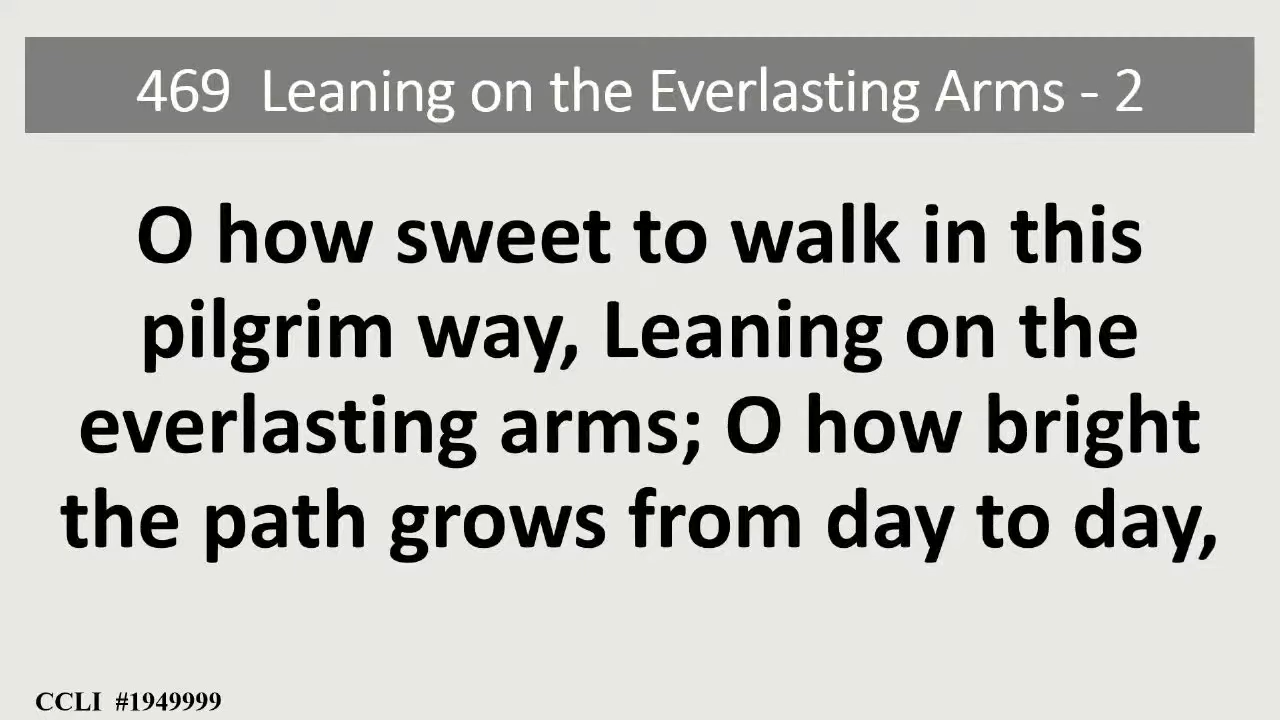 469  Leaning on the Everlasting Arms - 2
O how sweet to walk in this
pilgrim way, Leaning on the
everlasting arms; O how bright
the path grows from day to day,
CCLI  #1949999